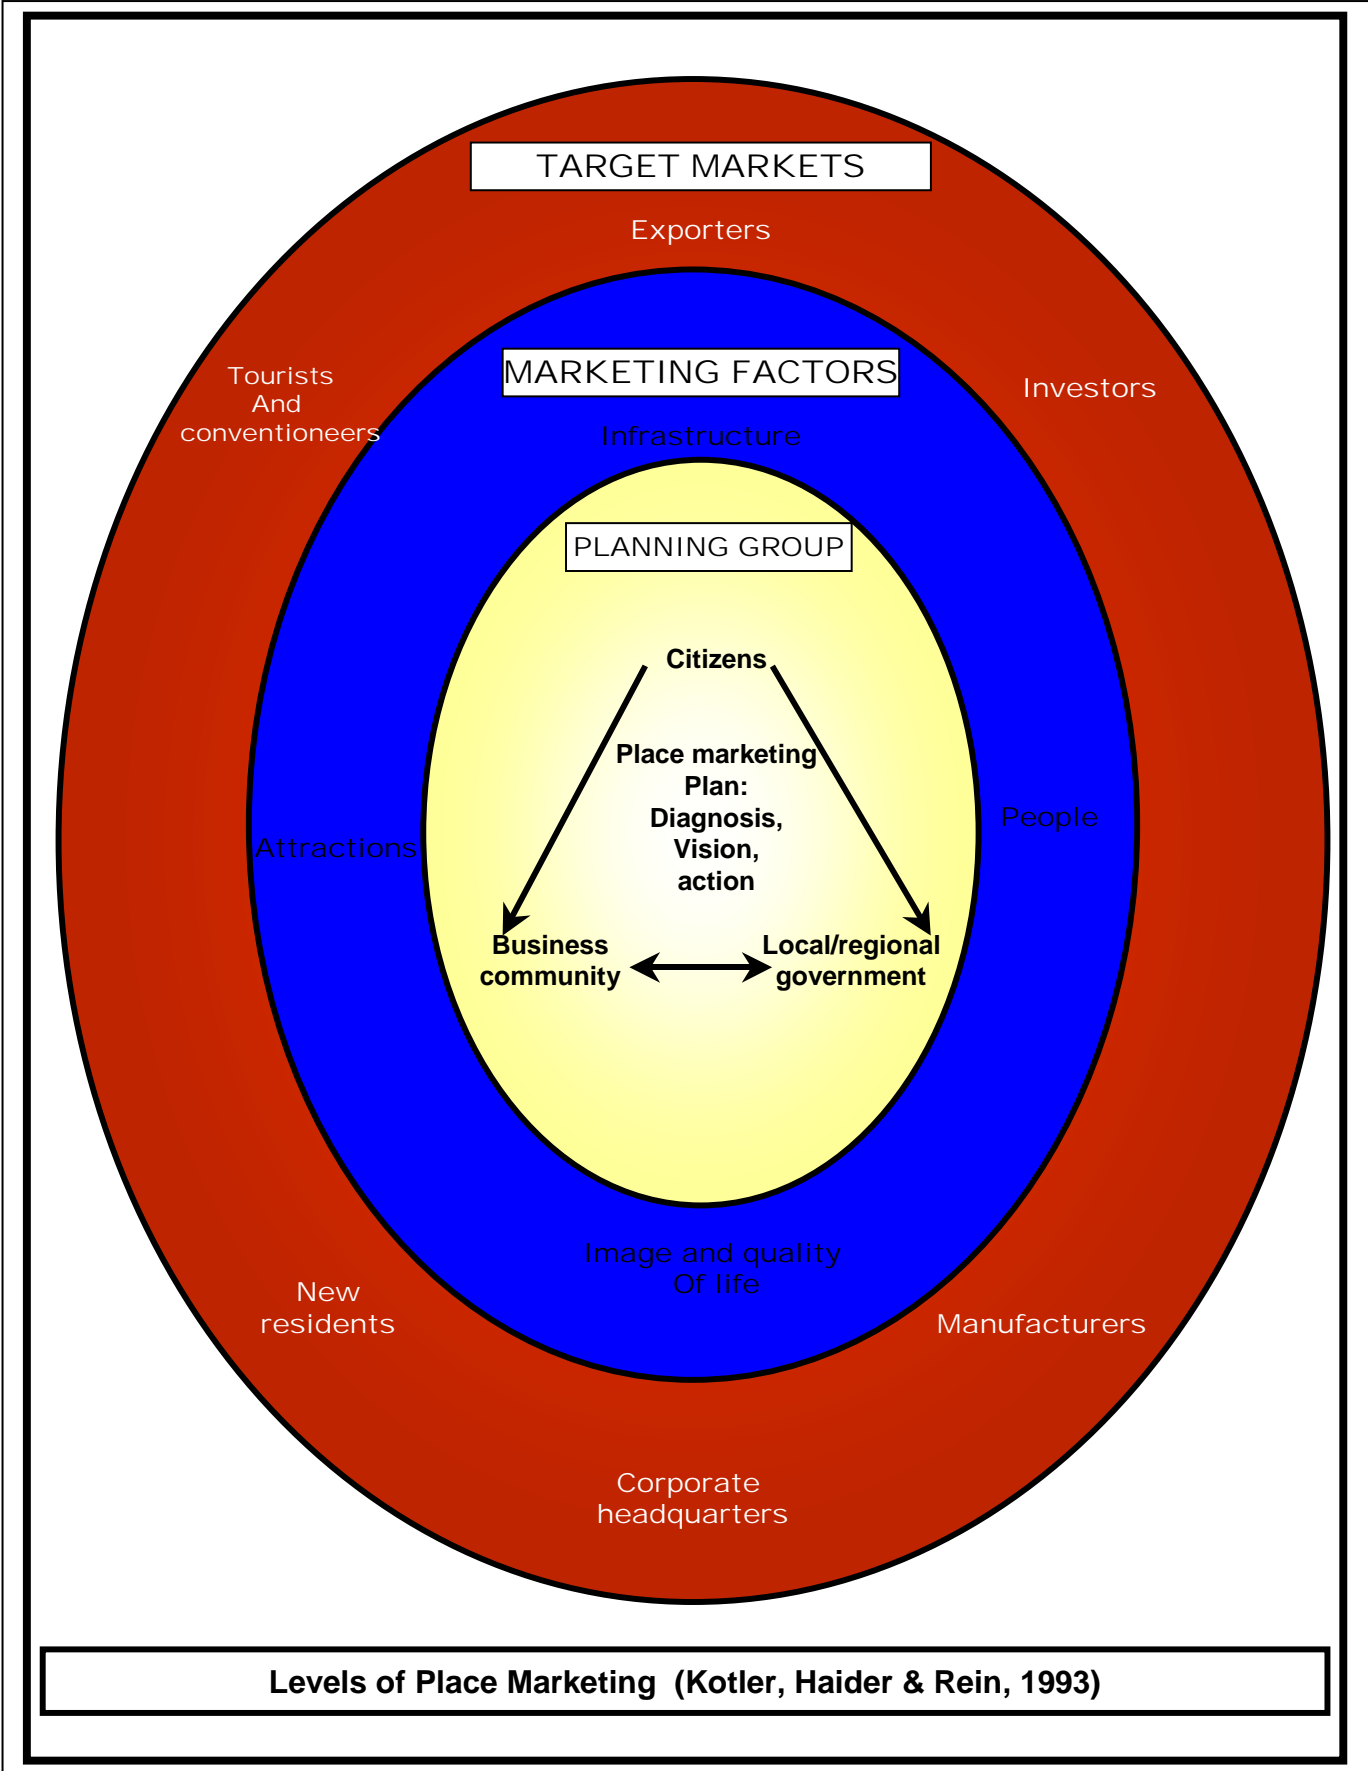 TARGET MARKETS
Exporters
Tourists
And
conventioneers
Investors
MARKETING FACTORS
Infrastructure
PLANNING GROUP
Citizens
Place marketing
Plan:
Diagnosis,
Vision,
action
People
Attractions
Business
community
Local/regional
government
Image and quality
Of life
New
residents
Manufacturers
Corporate
headquarters
Levels of Place Marketing (Kotler, Haider & Rein, 1993)